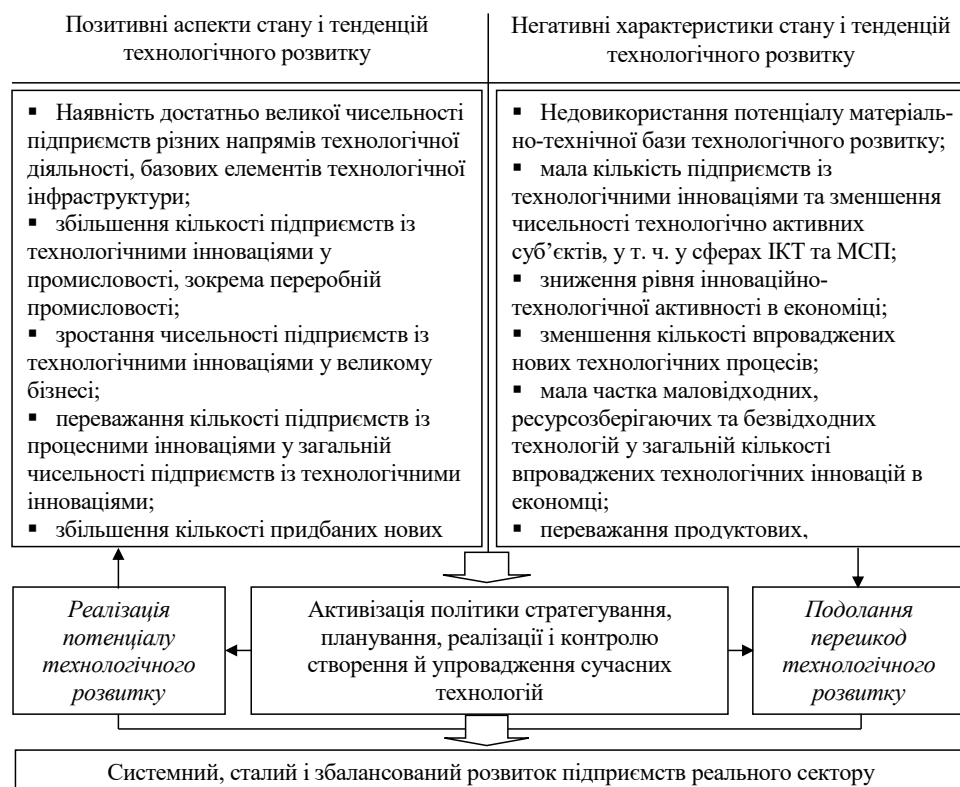 Позитивні аспекти стану і тенденцій
технологічного розвитку
Негативні характеристики стану і тенденцій
технологічного розвитку
▪ Наявність достатньо великої чисельності
підприємств різних напрямів технологічної
діяльності, базових елементів технологічної
інфраструктури;
▪ збільшення кількості підприємств із
технологічними інноваціями у
промисловості, зокрема переробній
промисловості;
▪ зростання чисельності підприємств із
технологічними інноваціями у великому
бізнесі;
▪ переважання кількості підприємств із
процесними інноваціями у загальній
чисельності підприємств із технологічними
інноваціями;
▪ збільшення кількості придбаних нових
▪ Недовикористання потенціалу матеріаль-
но-технічної бази технологічного розвитку;
▪ мала кількість підприємств із
технологічними інноваціями та зменшення
чисельності технологічно активних
суб’єктів, у т. ч. у сферах ІКТ та МСП;
▪ зниження рівня інноваційно-
технологічної активності в економіці;
▪ зменшення кількості впроваджених
нових технологічних процесів;
▪ мала частка маловідходних,
ресурсозберігаючих та безвідходних
технологій у загальній кількості
впроваджених технологічних інновацій в
економці;
▪ переважання продуктових,
Реалізація
потенціалу
технологічного
розвитку
Активізація політики стратегування,
планування, реалізації і контролю
створення й упровадження сучасних
технологій
Подолання
перешкод
технологічного
розвитку
Системний, сталий і збалансований розвиток підприємств реального сектору